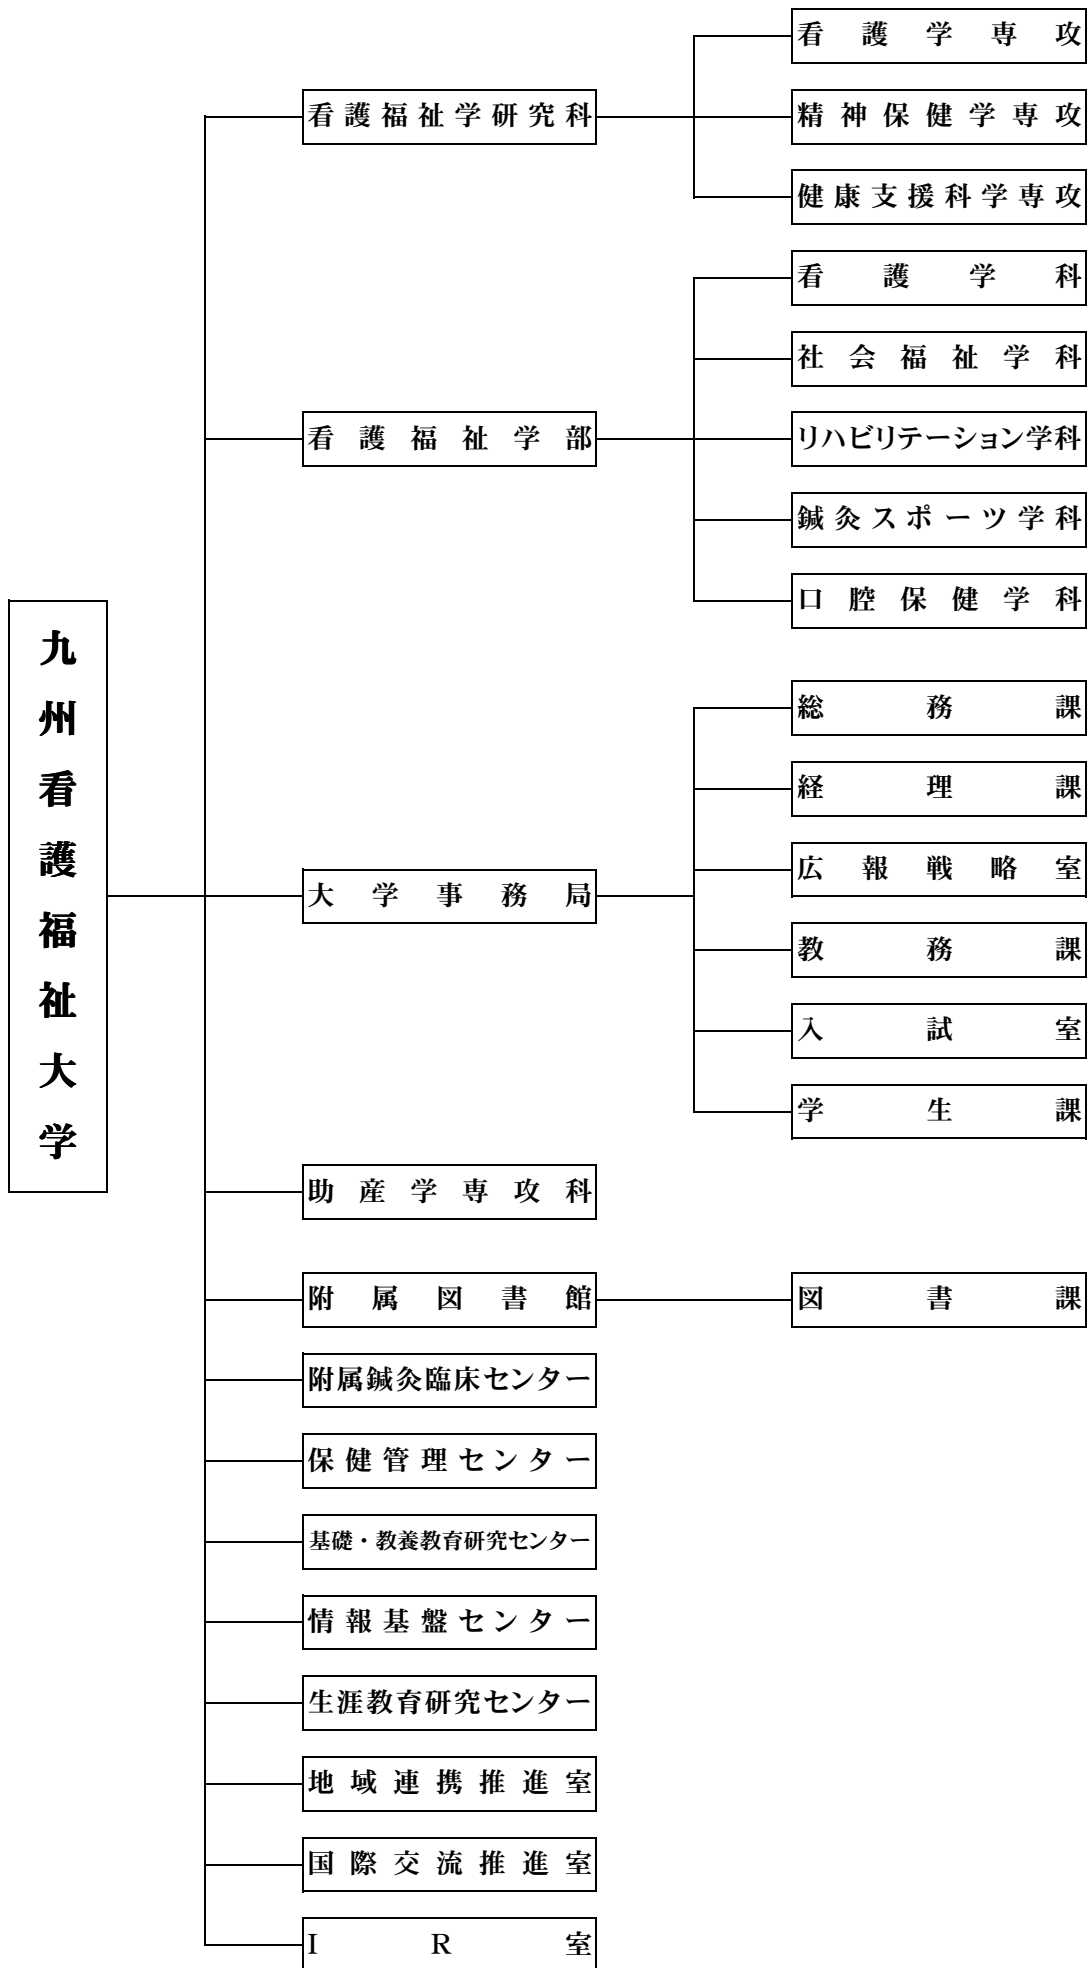 九州看護福祉大学
看護福祉学研究科
看護学専攻
精神保健学専攻
健康支援科学専攻
看護福祉学部
看護学科
社会福祉学科
リハビリテーション学科
鍼灸スポーツ学科
口腔保健学科
大学事務局
総務課
経理課
広報戦略室
教務課
入試室
学生課
助産学専攻科
附属図書館
図書課
附属鍼灸臨床センター
保健管理センター
基礎・教養教育研究センター
情報基盤センター
生涯教育研究センター
地域連携推進室
国際交流推進室
IR室